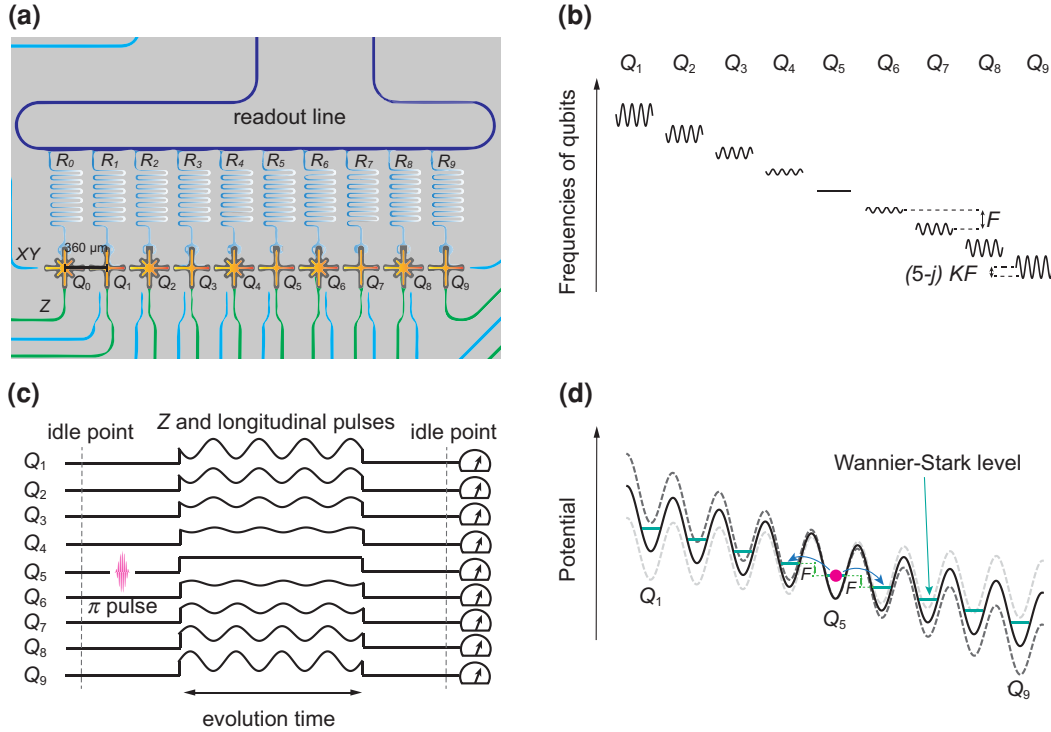 (a)
readout line
R0 R1 R2 R3 R4 R5 R6 R7 R8 R9
XY
360 μm
Q0 Q1 Q2 Q3 Q4 Q5 Q6 Q7 Q8 Q9
Z
(b)
Q1 Q2 Q3 Q4 Q5 Q6 Q7 Q8 Q9
Frequencies of qubits
F
(5-j) KF
(c)
Z and longitudinal pulses
idle point
idle point
Q1
Q2
Q3
Q4
Q5
Q6
π pulse
Q7
Q8
Q9
evolution time
(d)
Wannier-Stark level
Potential
F
F
Q1
Q5
Q9